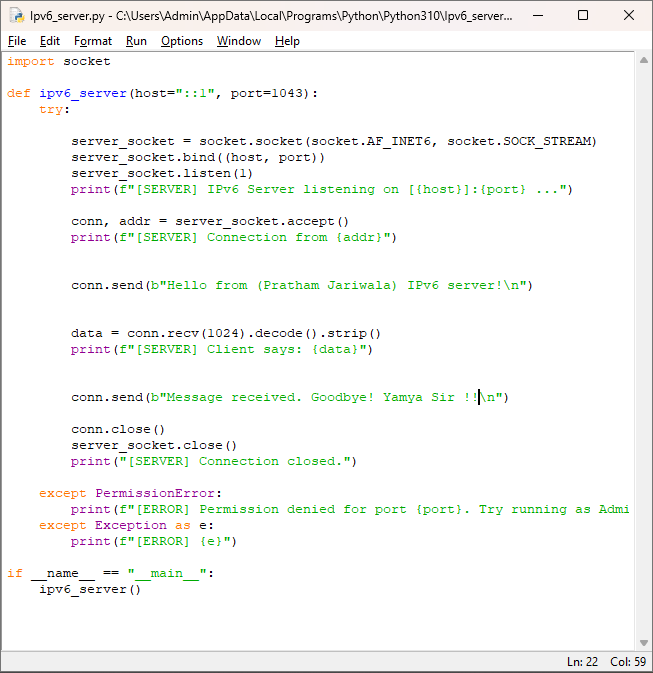 Ipv6_server.py - C:\Users\Admin\AppData\Local\Programs\Python\Python310\Ipv6_server...
File Edit Format Run Options Window Help
import socket
def ipv6_server(host="::1", port=1043):
    try:
        server_socket = socket.socket(socket.AF_INET6, socket.SOCK_STREAM)
        server_socket.bind((host, port))
        server_socket.listen(1)
        print(f"[SERVER] IPv6 Server listening on [{host}]:{port} ...")
        conn, addr = server_socket.accept()
        print(f"[SERVER] Connection from {addr}")
        conn.send(b"Hello from (Pratham Jariwala) IPv6 server!\n")
        data = conn.recv(1024).decode().strip()
        print(f"[SERVER] Client says: {data}")
        conn.send(b"Message received. Goodbye! Yamya Sir !!\n")
        conn.close()
        server_socket.close()
        print("[SERVER] Connection closed.")
    except PermissionError:
        print(f"[ERROR] Permission denied for port {port}. Try running as Admi
    except Exception as e:
        print(f"[ERROR] {e}")
if __name__ == "__main__":
    ipv6_server()
Ln: 22 Col: 59